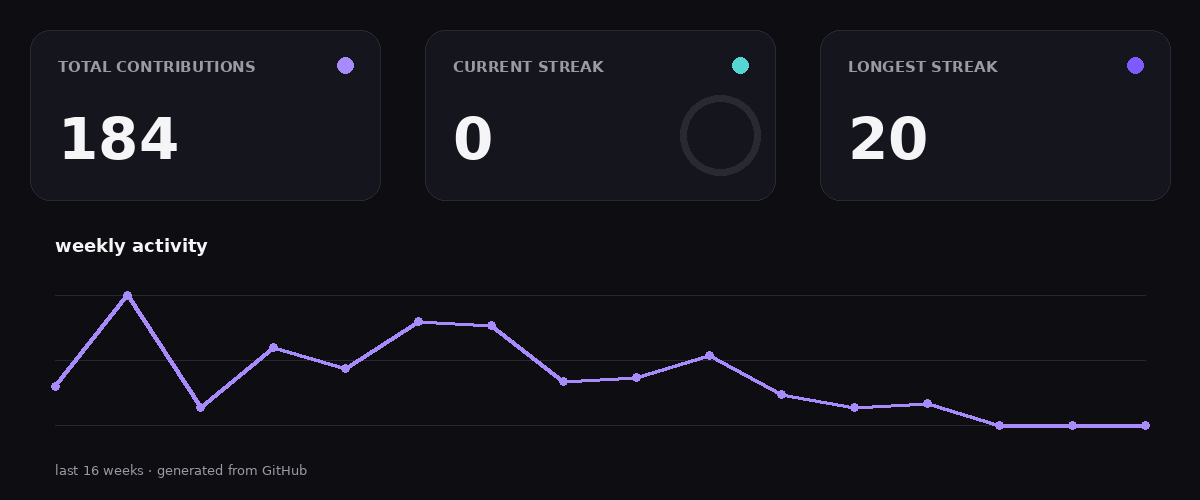 TOTAL CONTRIBUTIONS
184
CURRENT STREAK
0
LONGEST STREAK
20
weekly activity
last 16 weeks · generated from GitHub